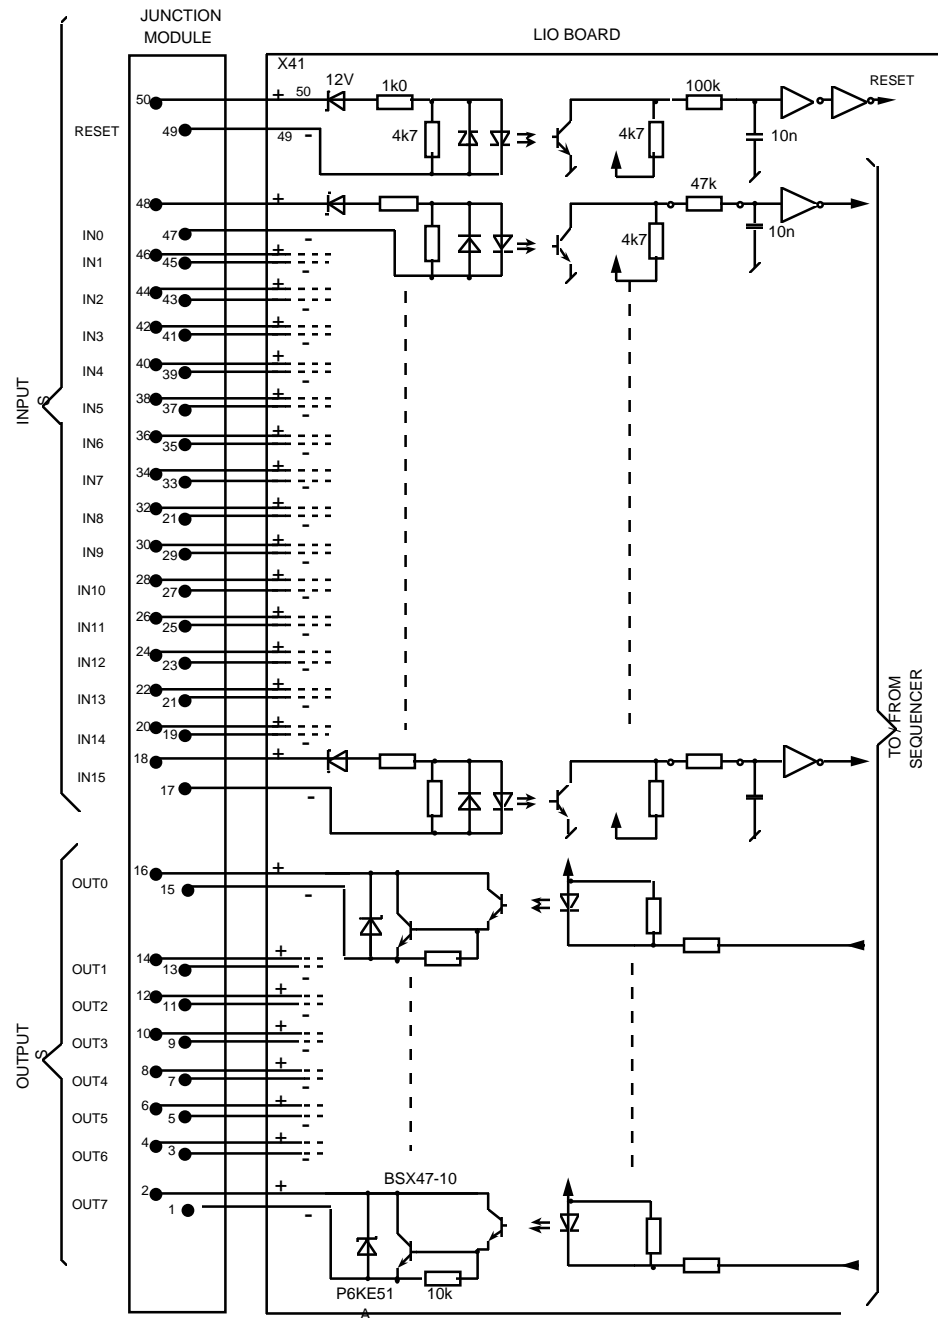 JUNCTION
MODULE
LIO BOARD
X41
50
+
50
12V
1k0
100k
RESET
RESET
49
49
-
4k7
4k7
10n
48
+
47k
IN0
47
-
4k7
10n
46
+
IN1
45
-
44
+
IN2
43
-
42
+
IN3
41
-
40
+
IN4
39
-
38
+
IN5
37
-
36
+
IN6
35
-
34
+
IN7
33
-
32
+
IN8
21
-
30
+
IN9
29
-
28
+
IN10
27
-
26
+
IN11
25
-
24
+
IN12
23
-
22
+
IN13
21
-
20
+
IN14
19
-
18
+
IN15
17
-
INPUT
S
TO / FROM
SEQUENCER
16
+
OUT0
15
-
14
+
OUT1
13
-
12
+
OUT2
11
-
10
+
OUT3
9
-
8
+
OUT4
7
-
6
+
OUT5
5
-
4
+
OUT6
3
-
BSX47-10
2
+
OUT7
1
-
P6KE51
A
10k
OUTPUT
S